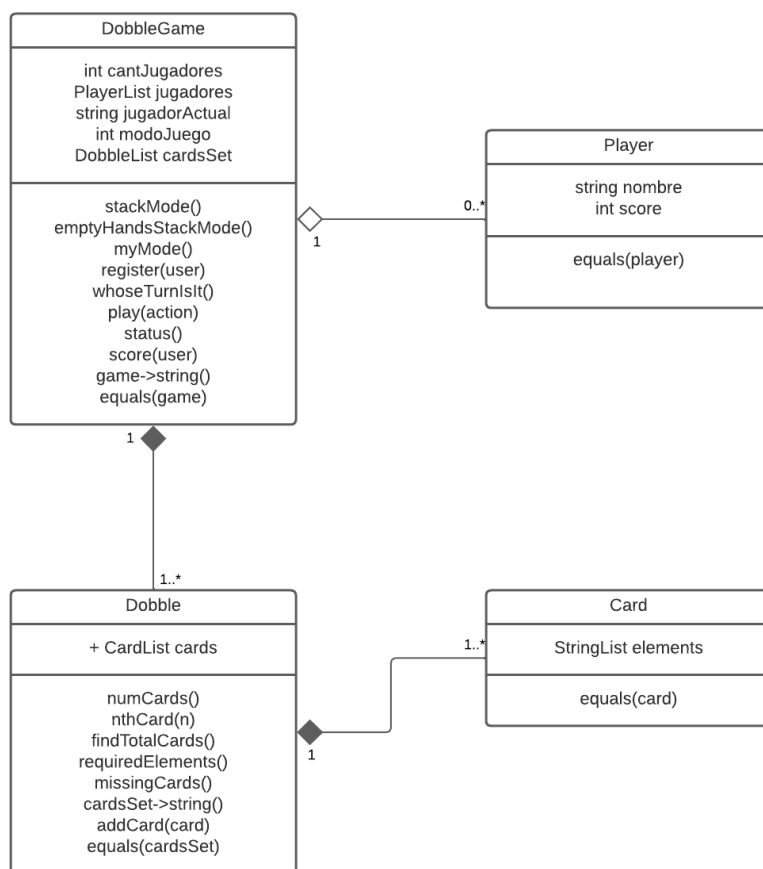 DobbleGame
int cantJugadores
PlayerList jugadores
string jugadorActual
int modoJuego
DobbleList cardsSet
stackMode()
emptyHandsStackMode()
myMode()
register(user)
whoseTurnIsIt()
play(action)
status()
score(user)
game->string()
equals(game)
1
0..*
Player
string nombre
int score
equals(player)
1
1..*
Dobble
+ CardList cards
numCards()
nthCard(n)
findTotalCards()
requiredElements()
missingCards()
cardsSet->string()
addCard(card)
equals(cardsSet)
1
1..*
Card
StringList elements
equals(card)